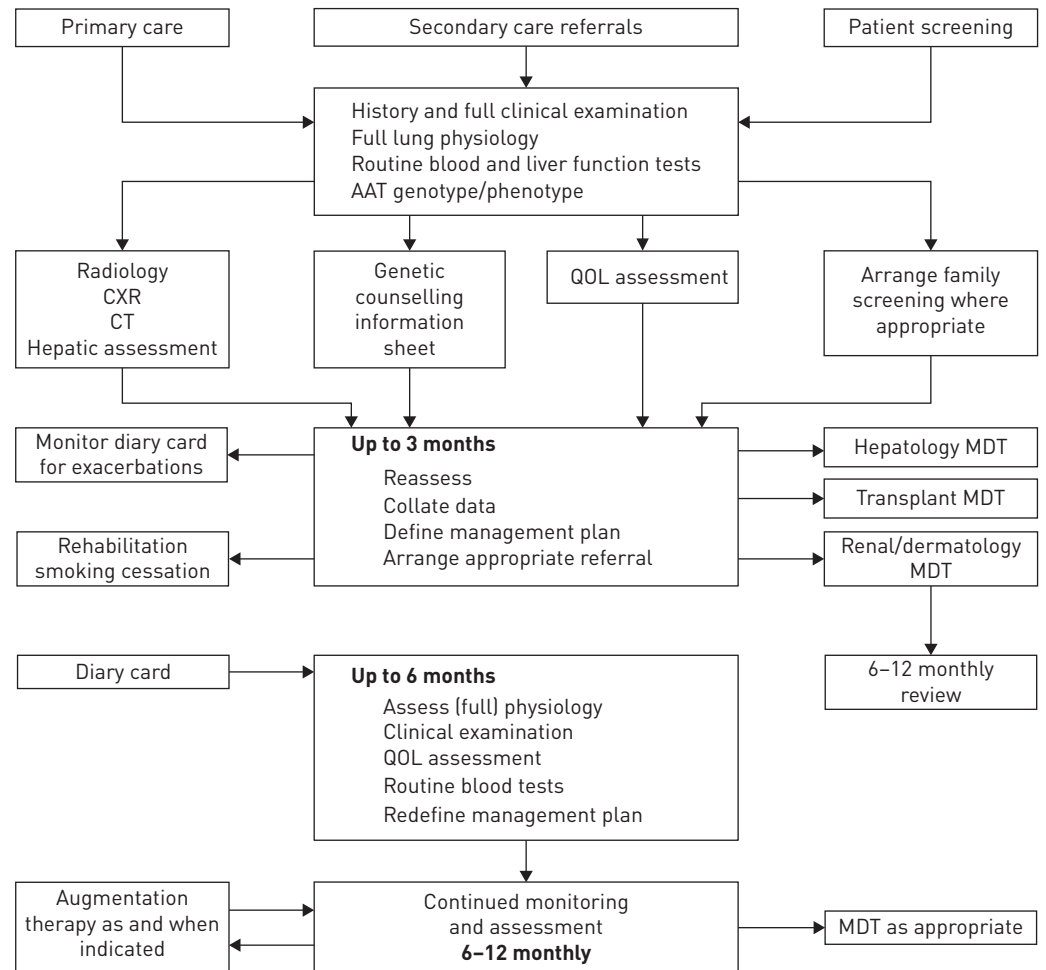 Primary care
Secondary care referrals
Patient screening
History and full clinical examination
Full lung physiology
Routine blood and liver function tests
AAT genotype/phenotype
Radiology
CXR
CT
Hepatic assessment
Genetic
counselling
information
sheet
QOL assessment
Arrange family
screening where
appropriate
Monitor diary card
for exacerbations
Rehabilitation
smoking cessation
Up to 3 months
Reassess
Collate data
Define management plan
Arrange appropriate referral
Hepatology MDT
Transplant MDT
Renal/dermatology
MDT
6–12 monthly
review
Diary card
Up to 6 months
Assess (full) physiology
Clinical examination
QOL assessment
Routine blood tests
Redefine management plan
Augmentation
therapy as and when
indicated
Continued monitoring
and assessment
6–12 monthly
MDT as appropriate